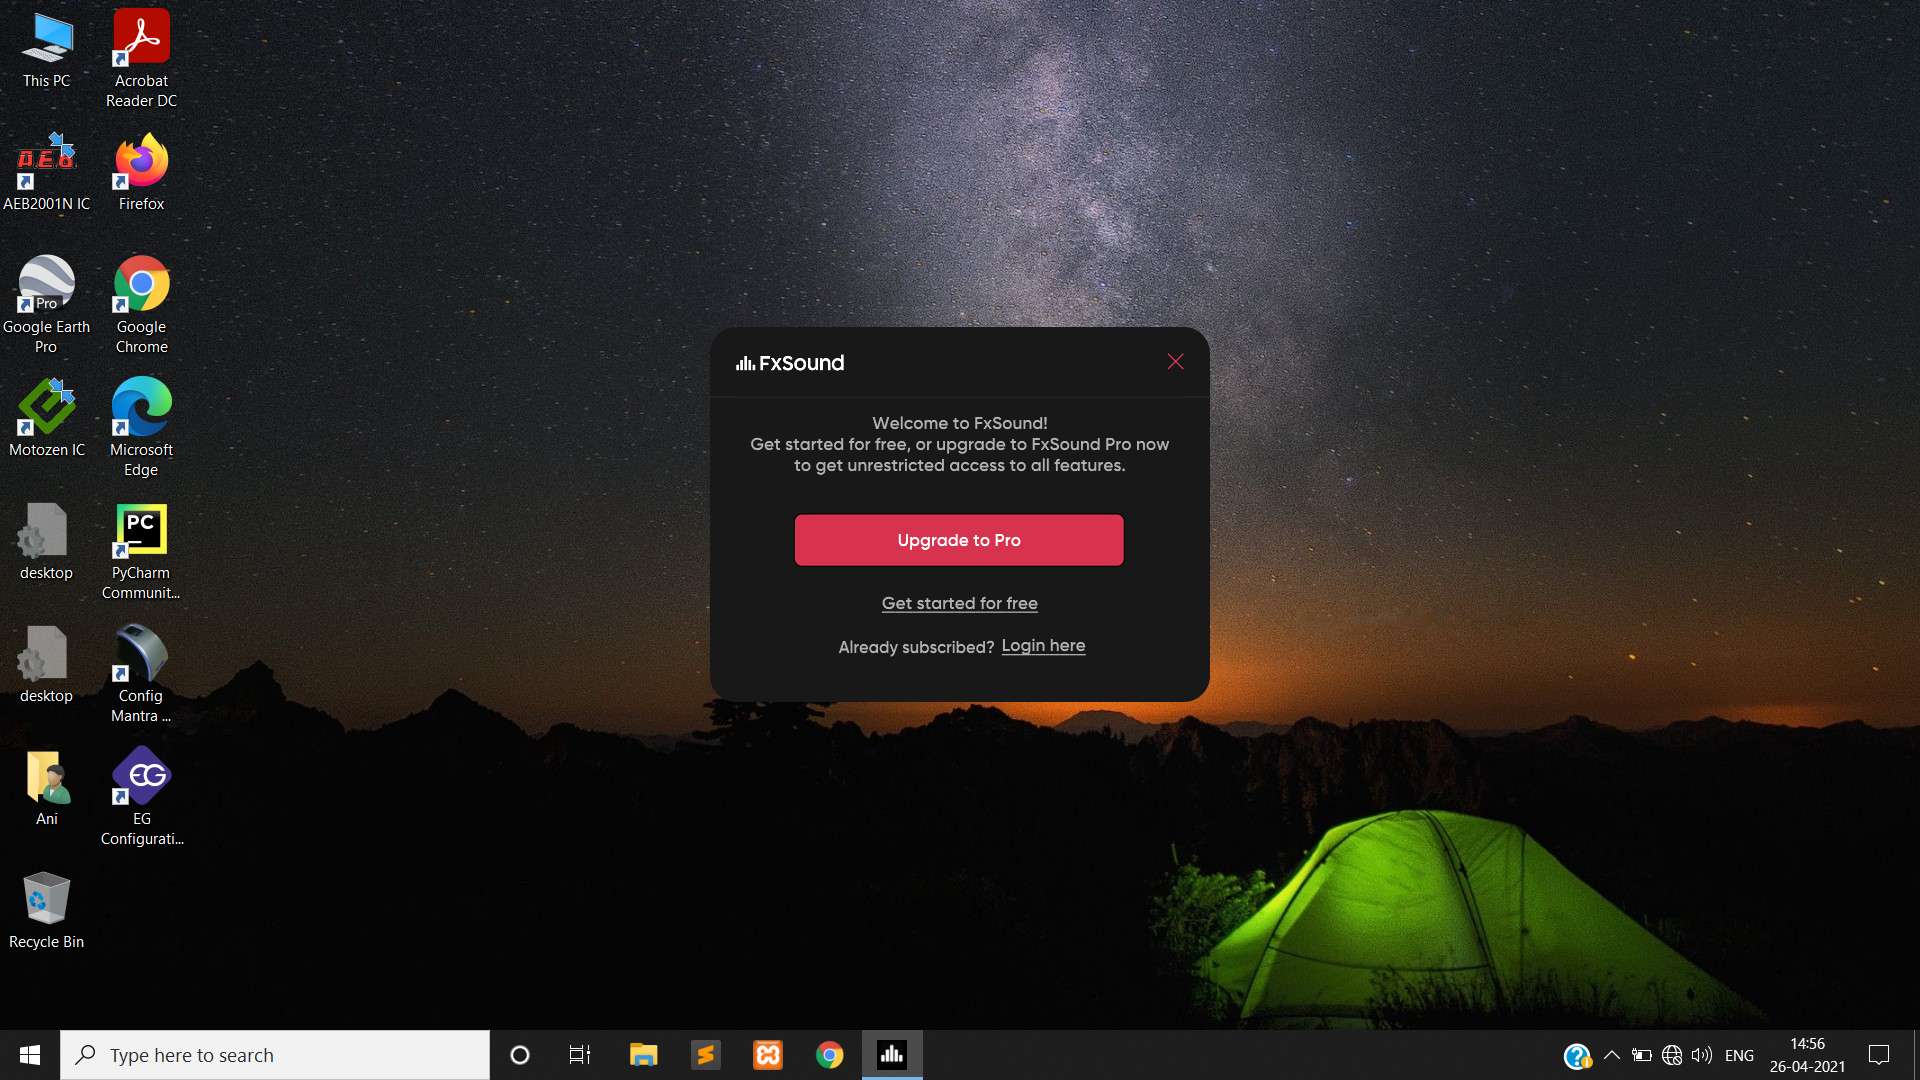 This PC
Acrobat
Reader DC
AEB
AEB2001N IC
Firefox
Pro
Google Earth
Pro
Google
Chrome
Motozen IC
Microsoft
Edge
desktop
PC
PyCharm
Communit...
desktop
Config
Mantra ...
Ani
EG
EG
Configurati...
Recycle Bin
FxSound
Welcome to FxSound!
Get started for free, or upgrade to FxSound Pro now
to get unrestricted access to all features.
Upgrade to Pro
Get started for free
Already subscribed? Login here
Type here to search
ENG
14:56
26-04-2021